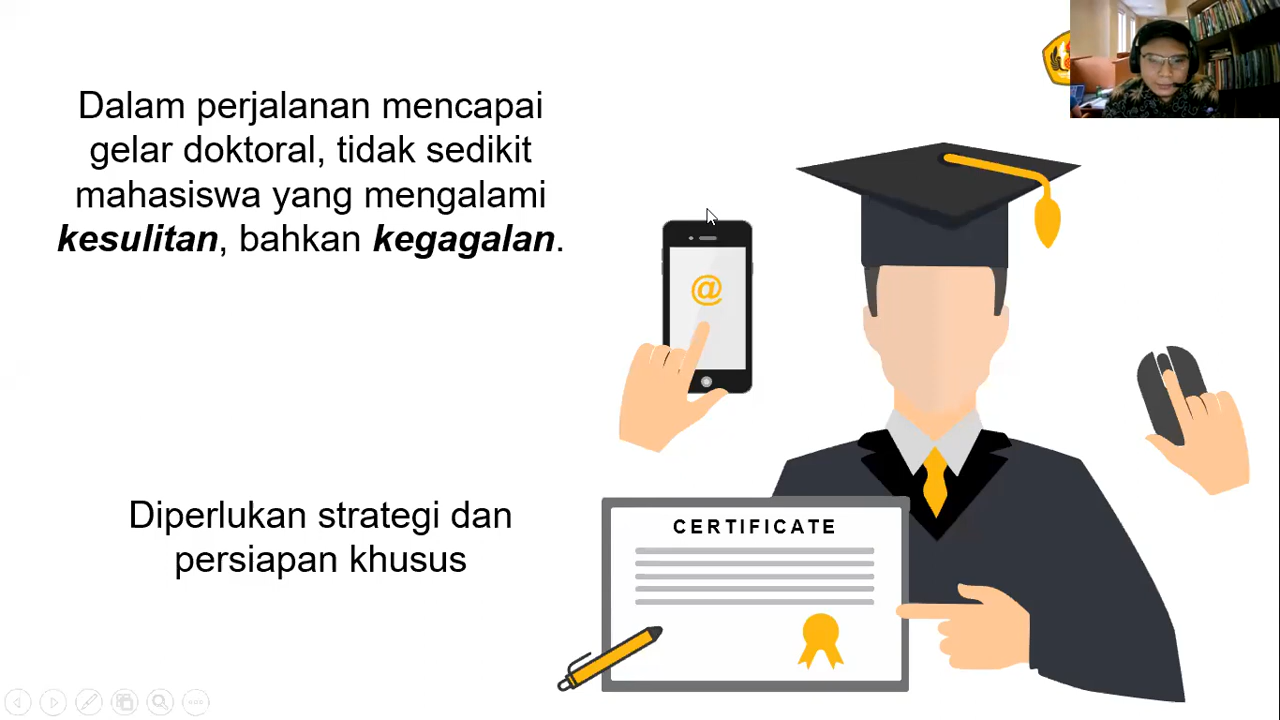 Dalam perjalanan mencapai
gelar doktoral, tidak sedikit
mahasiswa yang mengalami
kesulitan, bahkan kegagalan.
@
CERTIFICATE
Diperlukan strategi dan
persiapan khusus